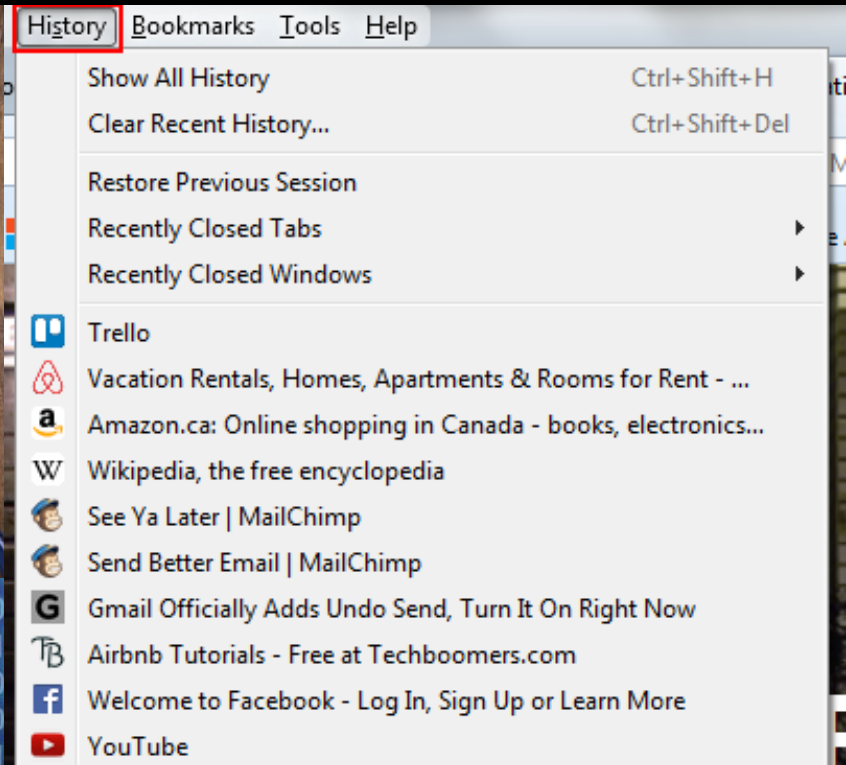 History Bookmarks Tools Help
Show All History Ctrl+Shift+H
Clear Recent History... Ctrl+Shift+Del
Restore Previous Session
Recently Closed Tabs
Recently Closed Windows
Trello
Vacation Rentals, Homes, Apartments & Rooms for Rent - ...
Amazon.ca: Online shopping in Canada - books, electronics...
Wikipedia, the free encyclopedia
See Ya Later | MailChimp
Send Better Email | MailChimp
Gmail Officially Adds Undo Send, Turn It On Right Now
Airbnb Tutorials - Free at Techboomers.com
Welcome to Facebook - Log In, Sign Up or Learn More
YouTube